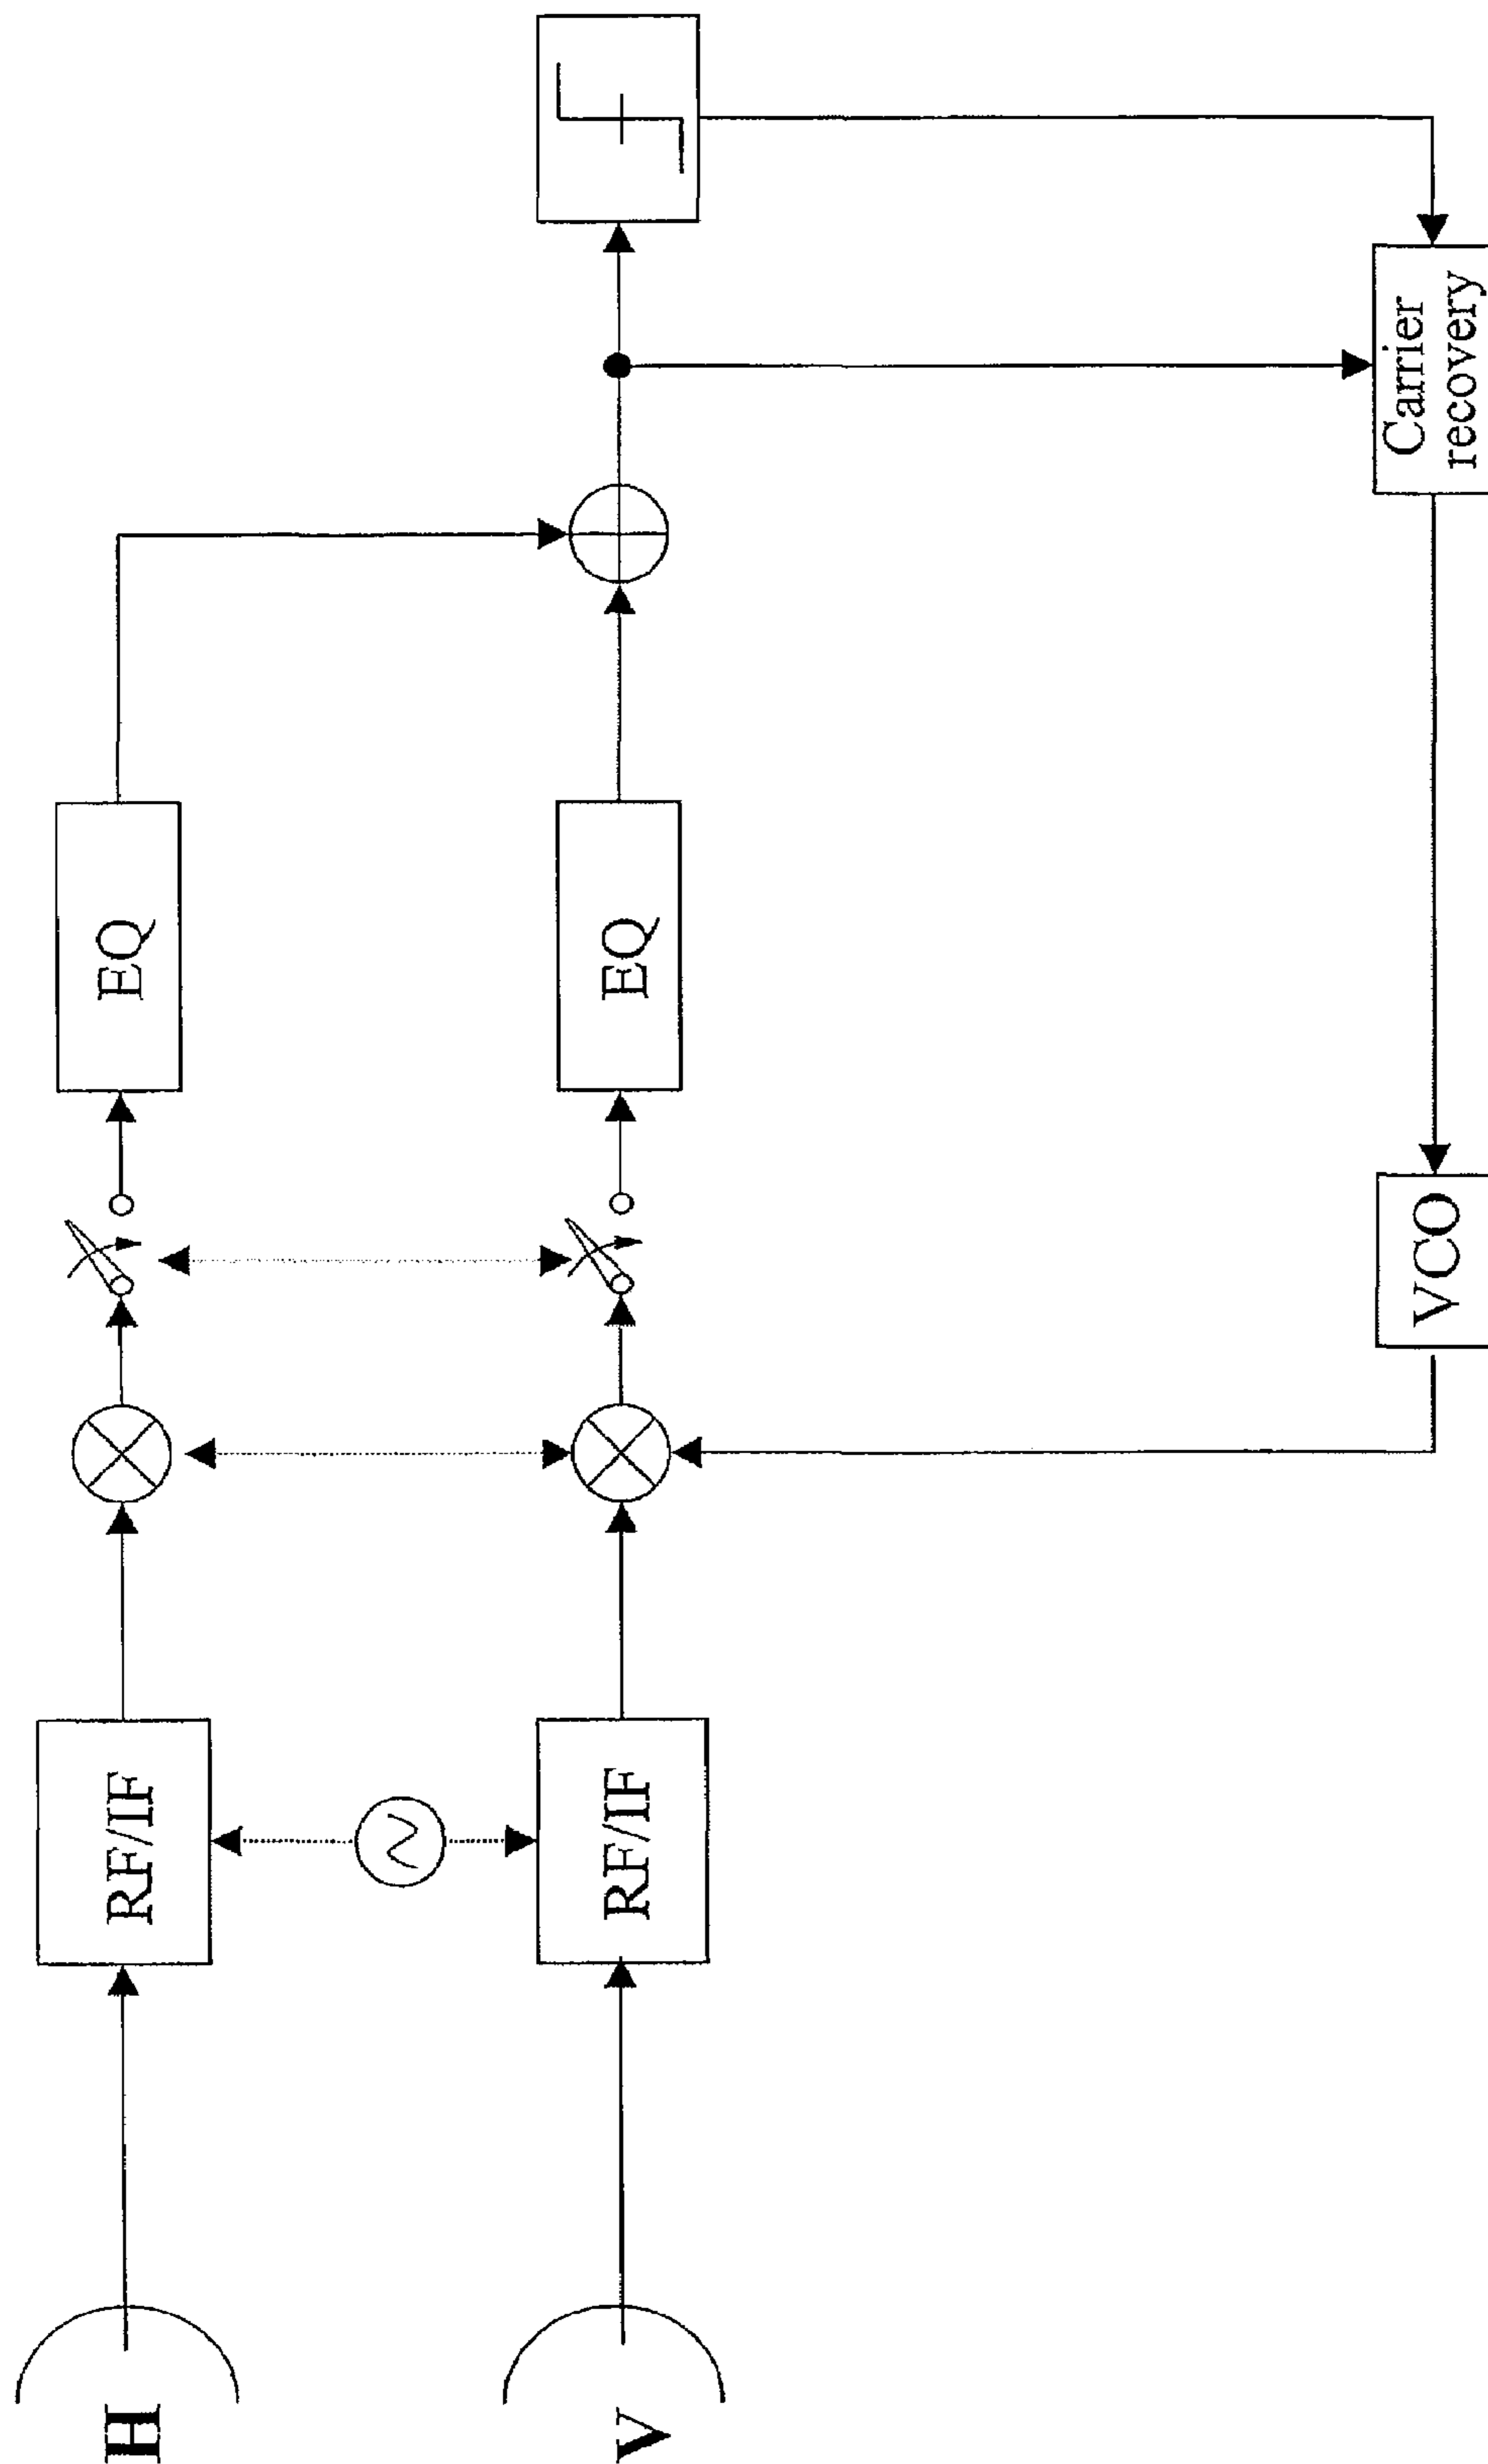 H
RF/IF
EQ
V
RF/IF
EQ
VCO
Carrier
recovery